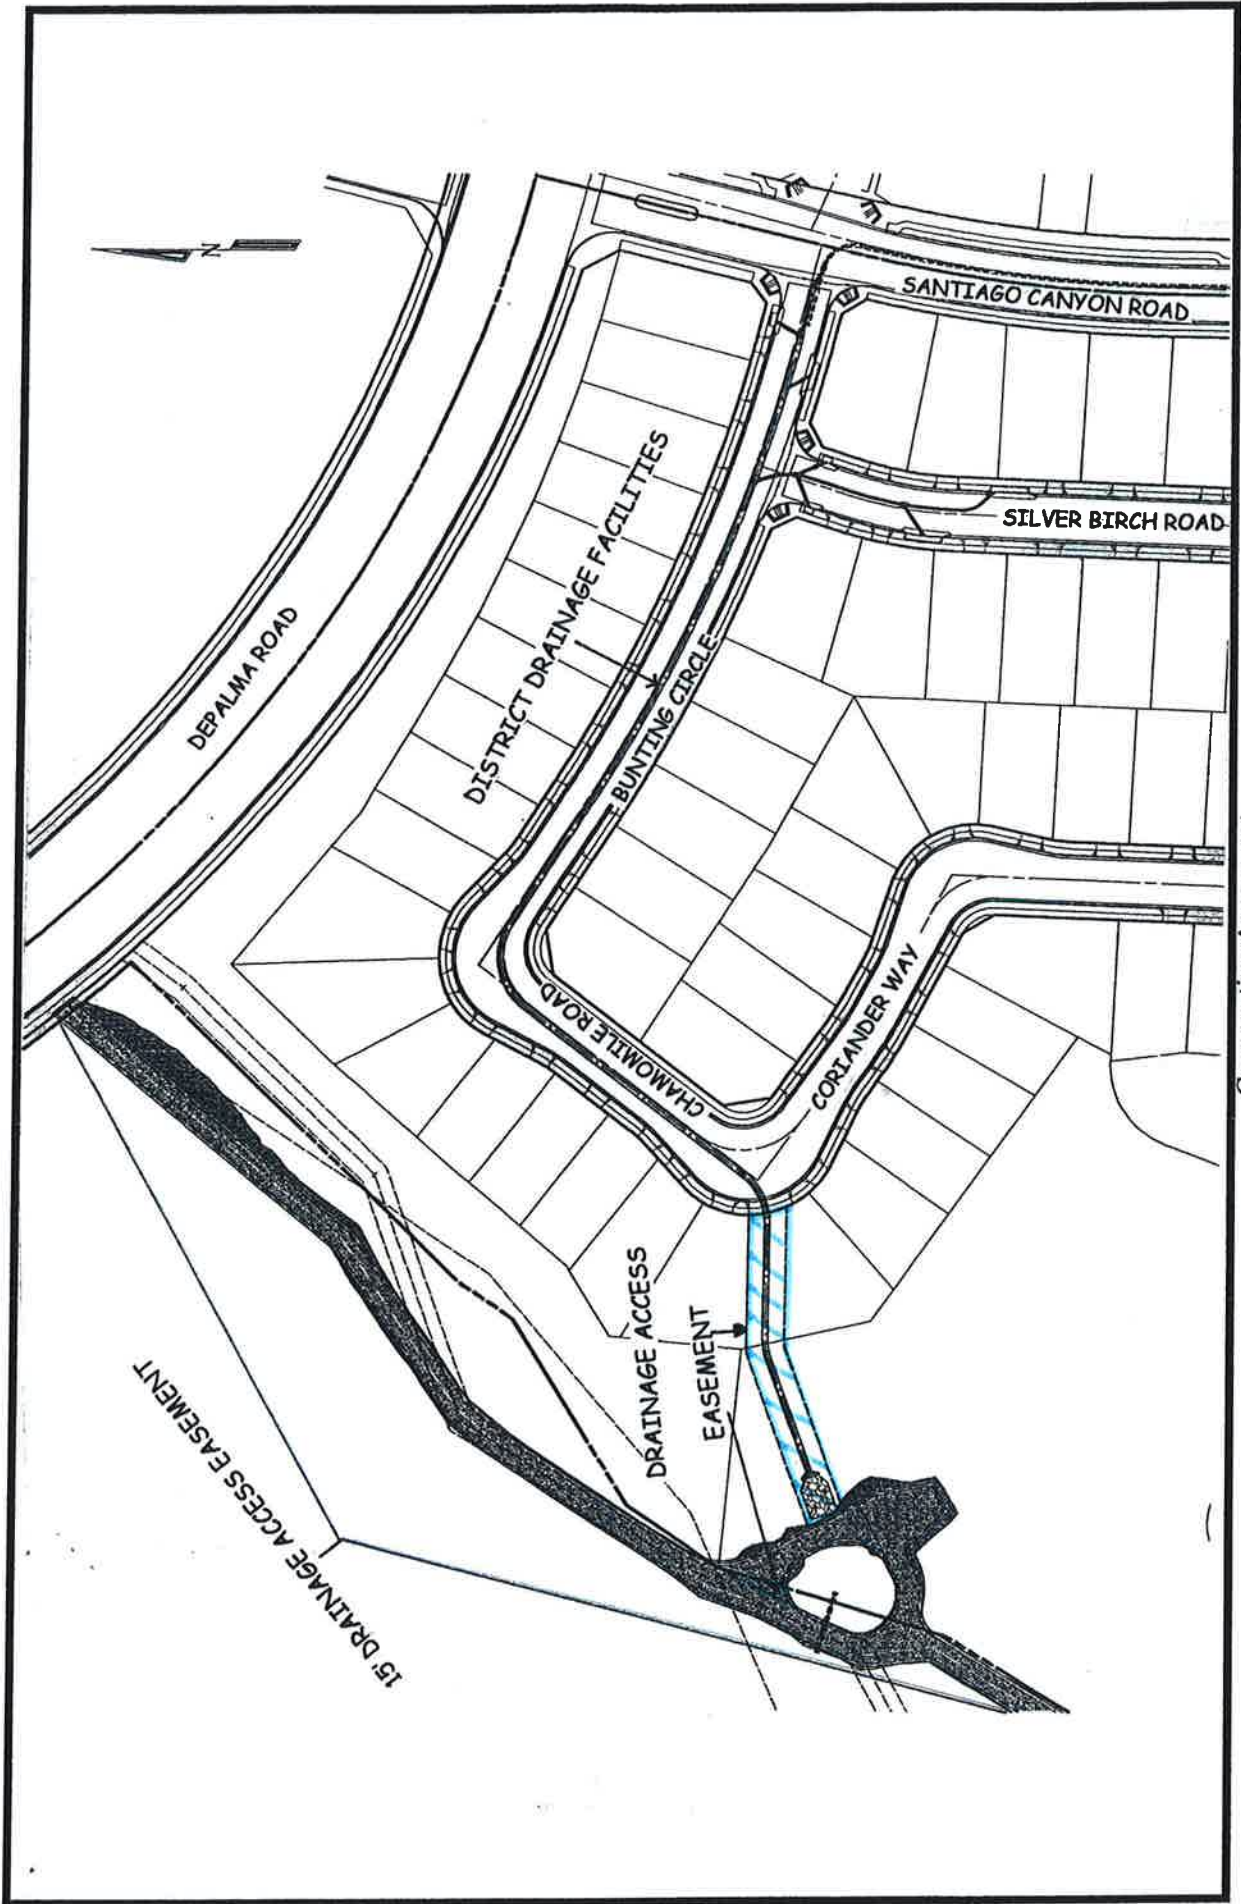 N
SANTIAGO CANYON ROAD
SILVER BIRCH ROAD
DEPALMA ROAD
DISTRICT DRAINAGE FACILITIES
BUNTING CIRCLE
CHAMOMILE ROAD
CORIANDER WAY
DRAINAGE ACCESS
EASEMENT
15' DRAINAGE ACCESS EASEMENT